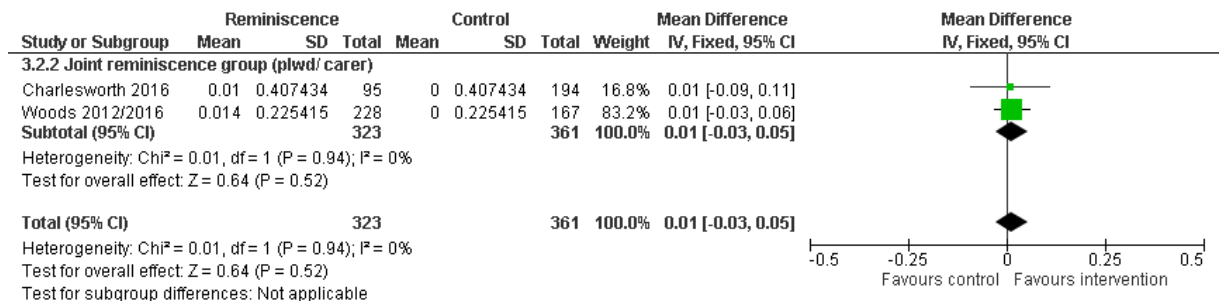 Reminiscence Control Mean Difference Mean Difference
Study or Subgroup Mean SD Total Mean SD Total Weight IV, Fixed, 95% CI IV, Fixed, 95% CI
3.2.2 Joint reminiscence group (plwd/ carer)
Charlesworth 2016 0.01 0.407434 95 0 0.407434 194 16.8% 0.01 [-0.09, 0.11]
Woods 2012/2016 0.014 0.225415 228 0 0.225415 167 83.2% 0.01 [-0.03, 0.06]
Subtotal (95% CI) 323 361 100.0% 0.01 [-0.03, 0.05]
Heterogeneity: Chi² = 0.01, df = 1 (P = 0.94); I² = 0%
Test for overall effect: Z = 0.64 (P = 0.52)
Total (95% CI) 323 361 100.0% 0.01 [-0.03, 0.05]
Heterogeneity: Chi² = 0.01, df = 1 (P = 0.94); I² = 0%
Test for overall effect: Z = 0.64 (P = 0.52)
Test for subgroup differences: Not applicable
-0.5 -0.25 0 0.25 0.5
Favours control Favours intervention